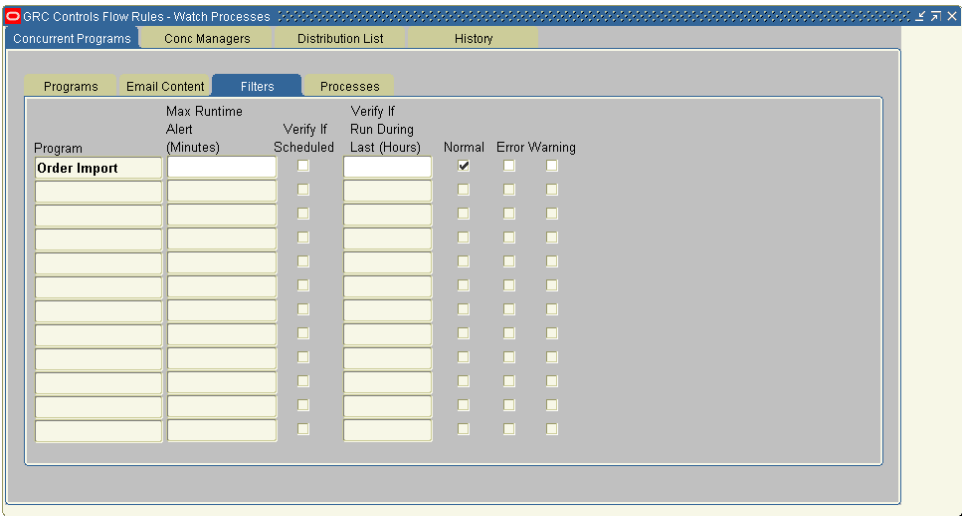 GRC Controls Flow Rules - Watch Processes
Concurrent Programs Conc Managers Distribution List History
Programs Email Content Filters Processes
Max Runtime Verify If
Alert Verify If Run During
Program (Minutes) Scheduled Last (Hours) Normal Error Warning
Order Import